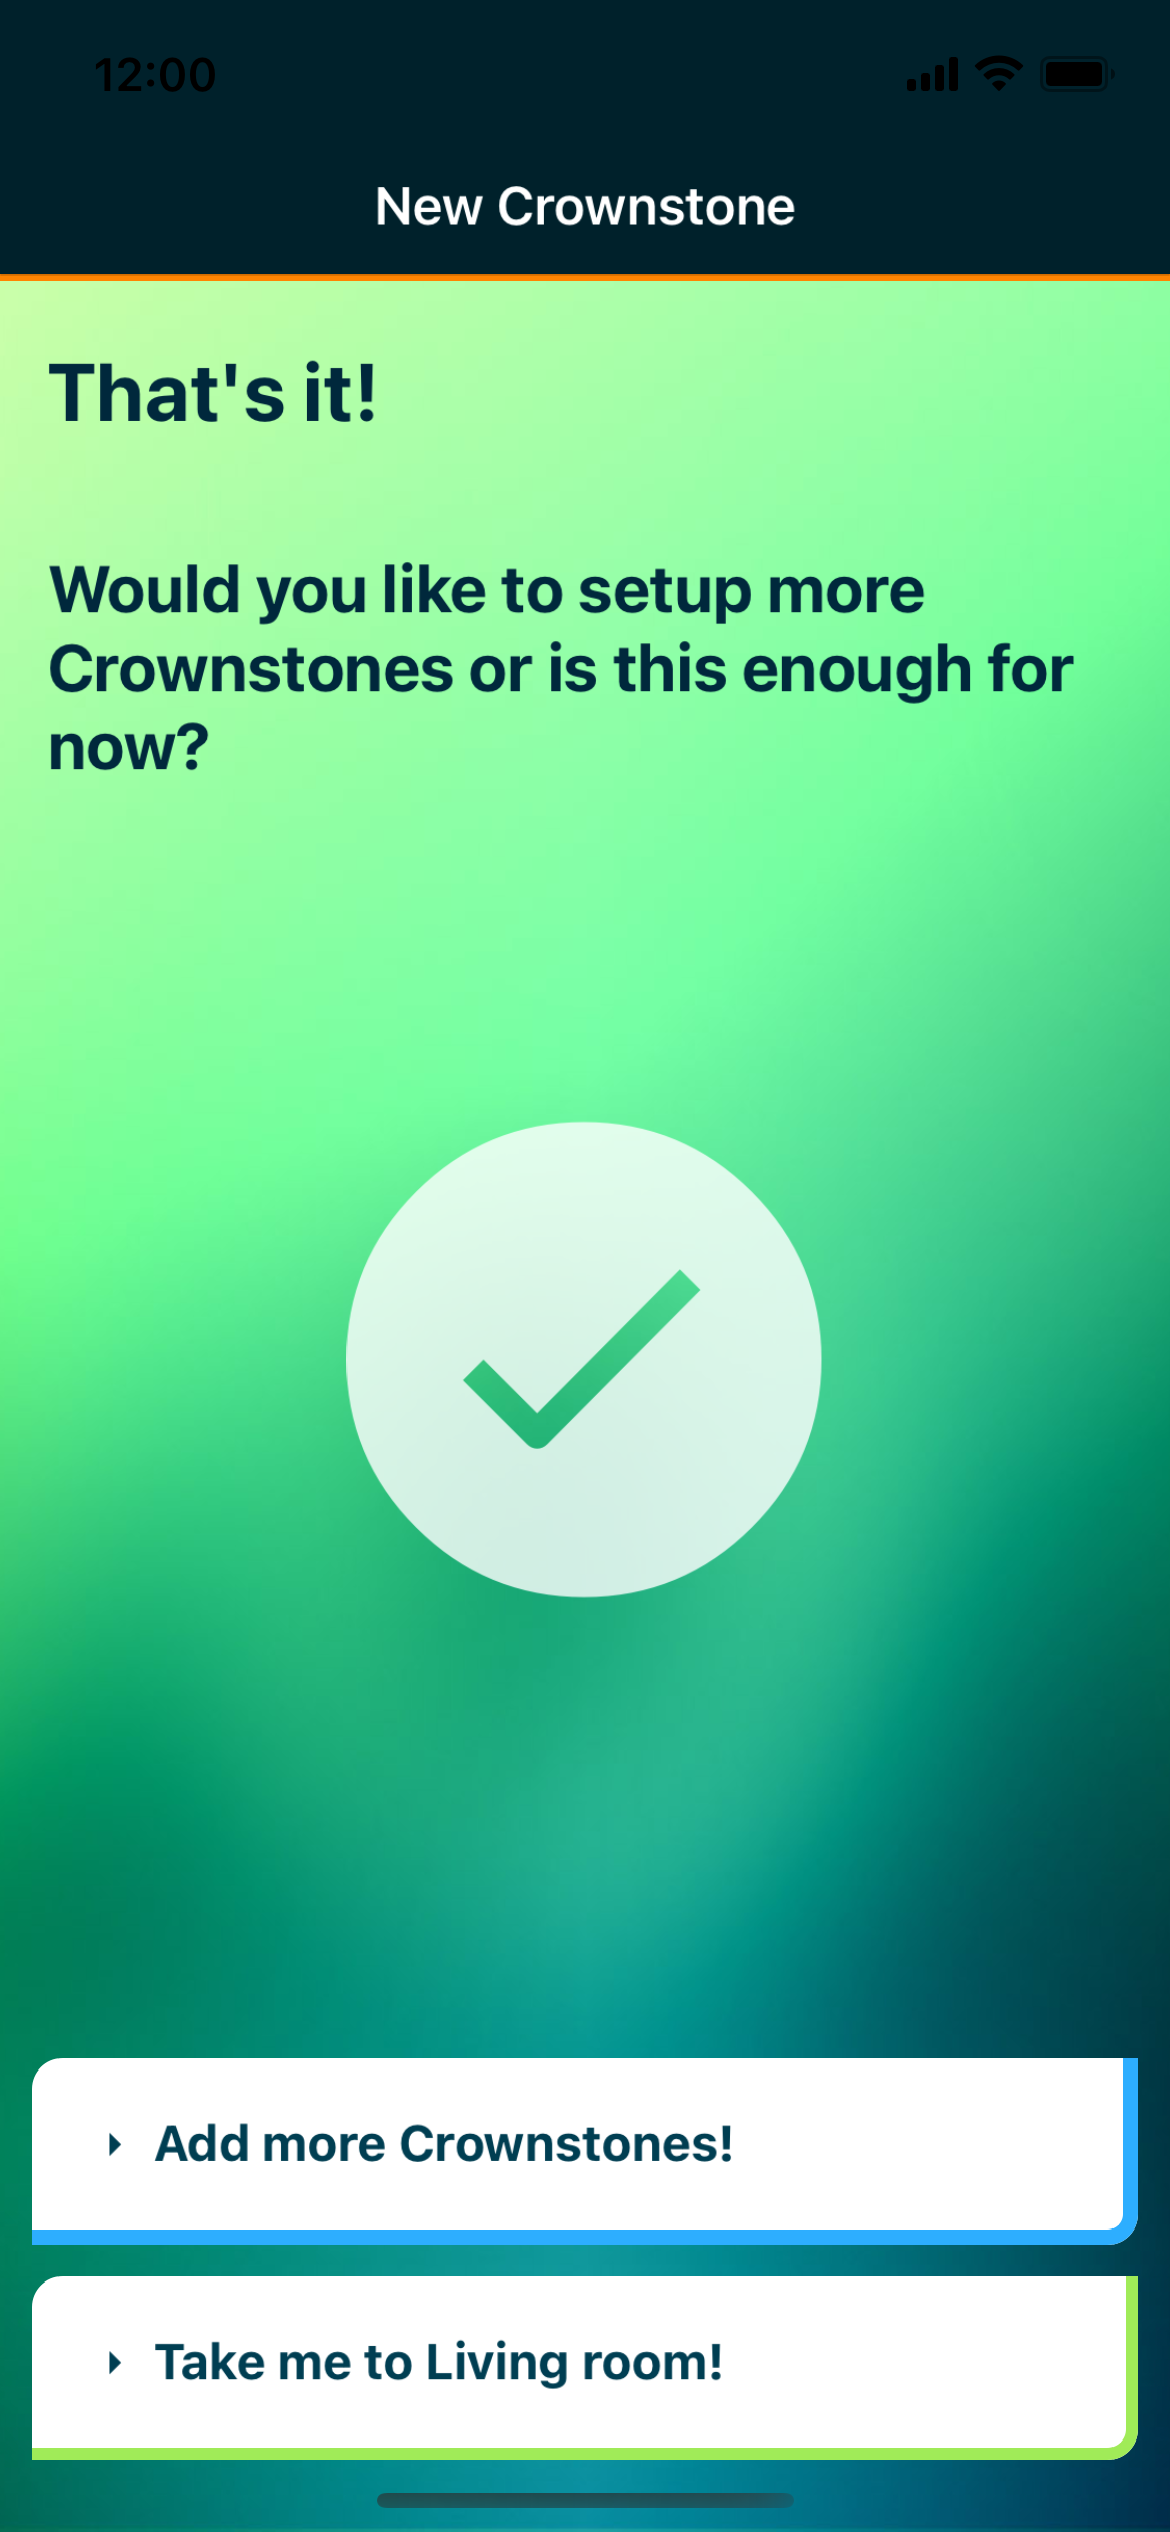 12:00
New Crownstone
That's it!
Would you like to setup more
Crownstones or is this enough for
now?
Add more Crownstones!
Take me to Living room!